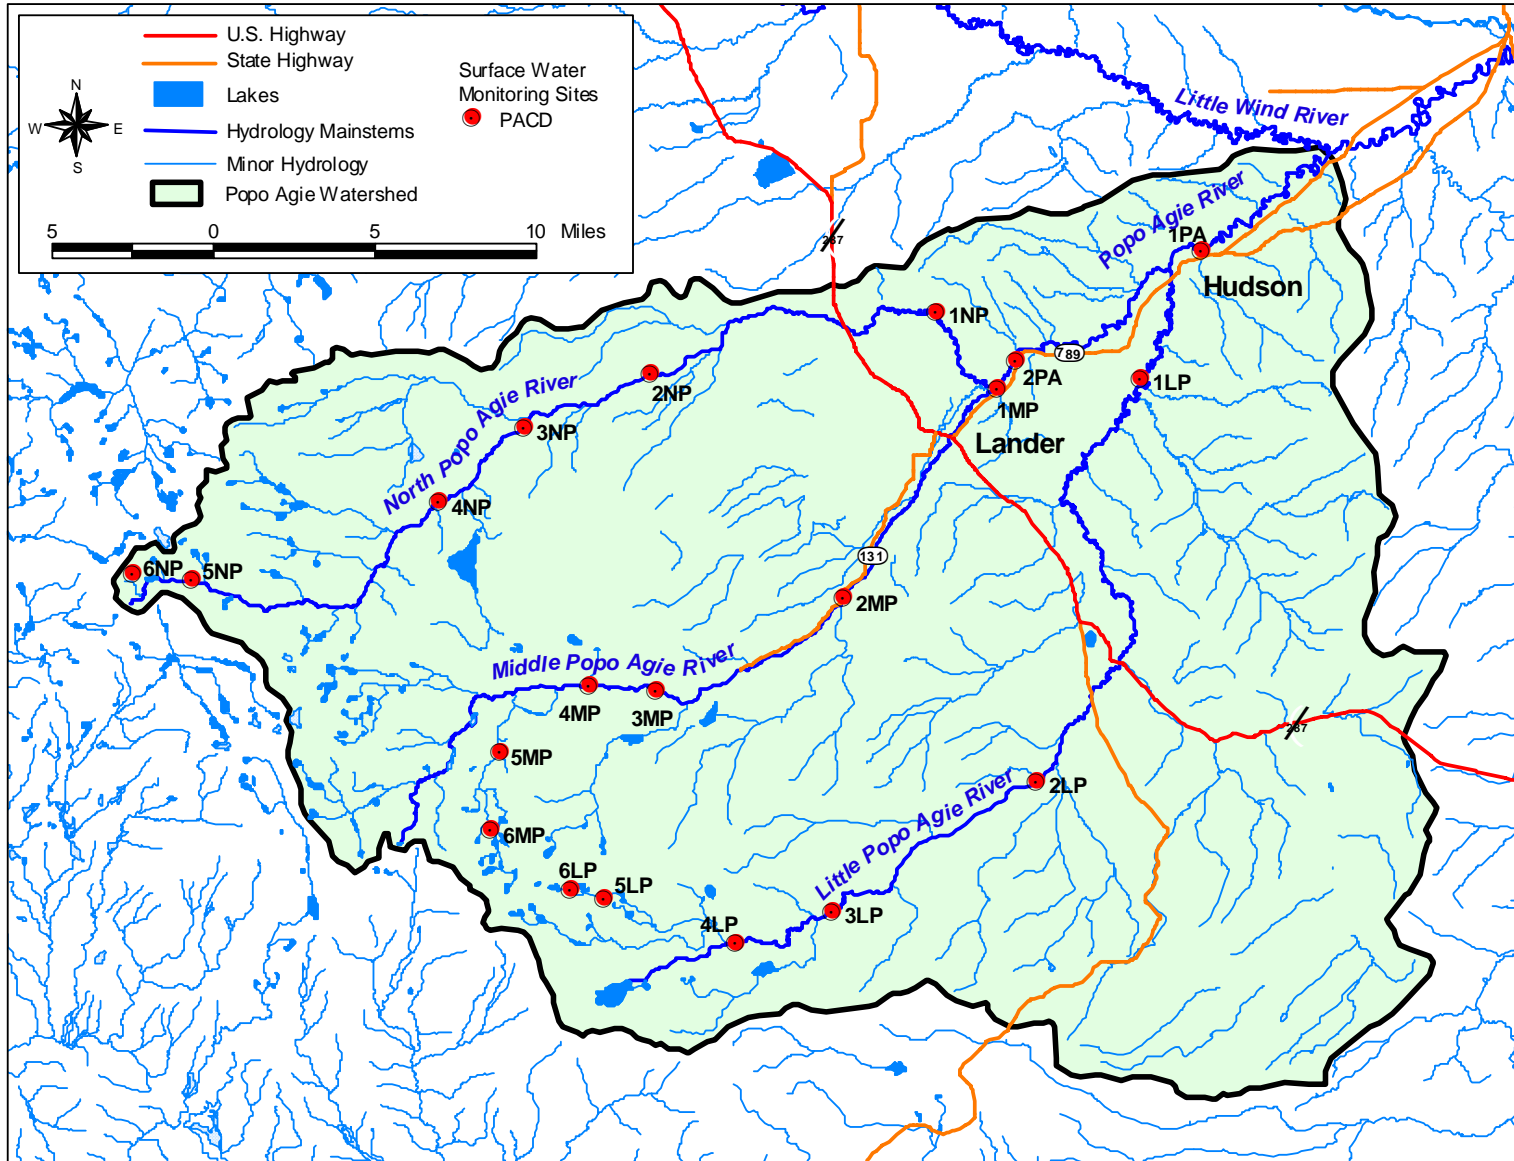 U.S. Highway
State Highway
Lakes
Hydrology Mainstems
Minor Hydrology
Popo Agie Watershed
Surface Water
Monitoring Sites
PACD
N
W E
S
5 0 5 10 Miles
Little Wind River
Popo Agie River
1PA
Hudson
287
1NP
789
2PA
1MP
1LP
Lander
2NP
North Popo Agie River
3NP
4NP
131
6NP
5NP
2MP
Middle Popo Agie River
4MP
3MP
287
5MP
2LP
Little Popo Agie River
6MP
6LP
5LP
3LP
4LP